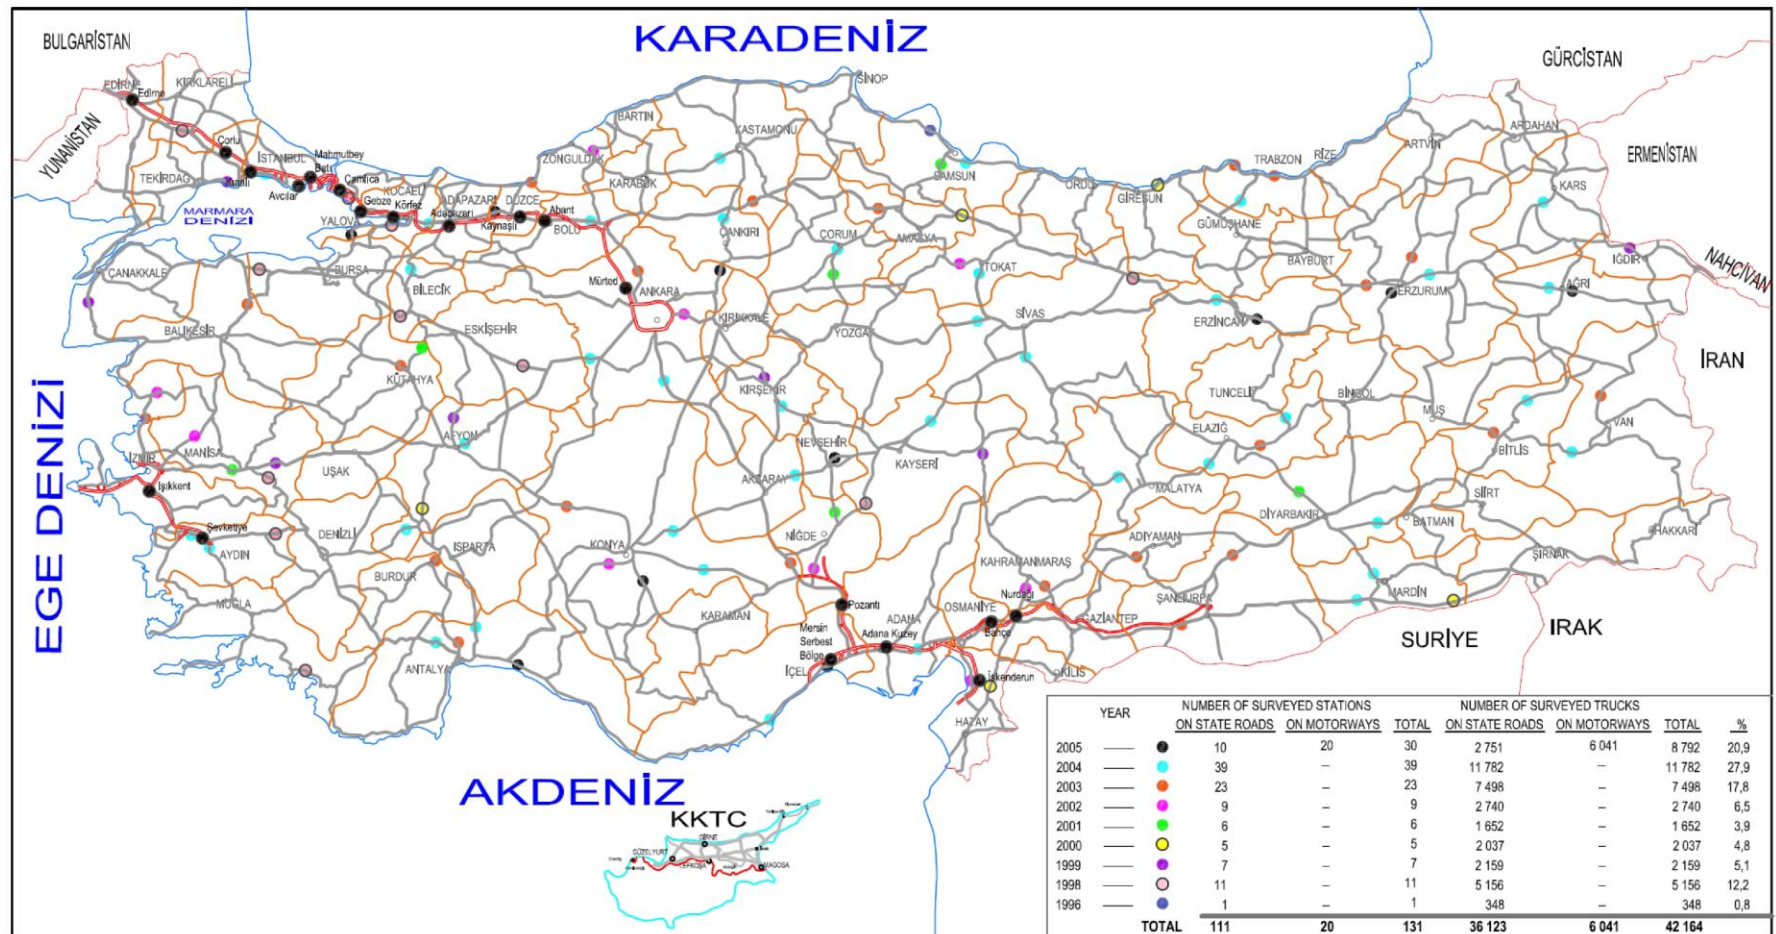 KARADENİZ
BULGARİSTAN
GÜRCİSTAN
YUNANİSTAN
ERMENİSTAN
NAHCİVAN
İRAN
IRAK
SURİYE
EGE DENİZİ
AKDENİZ
MARMARA
DENİZİ
KKTC
EDİRNE
Edirne
KIRKLARELİ
Çorlu
TEKİRDAG
İSTANBUL
Mahmutbey
Batı
Çamlıca
Kınalı
Avcılar
KOCAELİ
Gebze
Körfez
YALOVA
ADAPAZARI
Adapazarı
DÜZCE
Kaynaşlı
Abant
BOLU
ZONGULDAK
BARTIN
KARABÜK
KASTAMONU
SİNOP
SAMSUN
ORDU
GİRESUN
TRABZON
RİZE
ARTVİN
ARDAHAN
KARS
IĞDIR
AĞRI
GÜMÜŞHANE
BAYBURT
ERZURUM
ERZİNCAN
ÇANKIRI
ÇORUM
AMASYA
TOKAT
SİVAS
YOZGAT
Mürted
ANKARA
KIRIKKALE
KIRŞEHİR
ÇANAKKALE
BURSA
BİLECİK
BALIKESİR
ESKİŞEHİR
KÜTAHYA
AFYON
UŞAK
MANİSA
İZMİR
Işıkkent
Şevketiye
AYDIN
DENİZLİ
MUĞLA
BURDUR
ISPARTA
ANTALYA
KONYA
KARAMAN
AKSARAY
NEVŞEHİR
KAYSERİ
NİĞDE
Pozantı
Mersin
Serbest
Bölge
İÇEL
ADANA
Adana Kuzey
OSMANİYE
Bahçe
Nurdağı
KAHRAMANMARAŞ
GAZİANTEP
KİLİS
İskenderun
HATAY
ŞANLIURFA
ADIYAMAN
MALATYA
ELAZIĞ
TUNCELİ
BİNGÖL
MUŞ
BİTLİS
VAN
SİİRT
BATMAN
DİYARBAKIR
MARDİN
ŞIRNAK
HAKKARİ
GİRNE
GÜZELYURT
LEFKOŞA
MAGOSA
NUMBER OF SURVEYED STATIONS NUMBER OF SURVEYED TRUCKS
YEAR ON STATE ROADS ON MOTORWAYS TOTAL ON STATE ROADS ON MOTORWAYS TOTAL %
2005 10 20 30 2 751 6 041 8 792 20,9
2004 39 – 39 11 782 – 11 782 27,9
2003 23 – 23 7 498 – 7 498 17,8
2002 9 – 9 2 740 – 2 740 6,5
2001 6 – 6 1 652 – 1 652 3,9
2000 5 – 5 2 037 – 2 037 4,8
1999 7 – 7 2 159 – 2 159 5,1
1998 11 – 11 5 156 – 5 156 12,2
1996 1 – 1 348 – 348 0,8
TOTAL 111 20 131 36 123 6 041 42 164